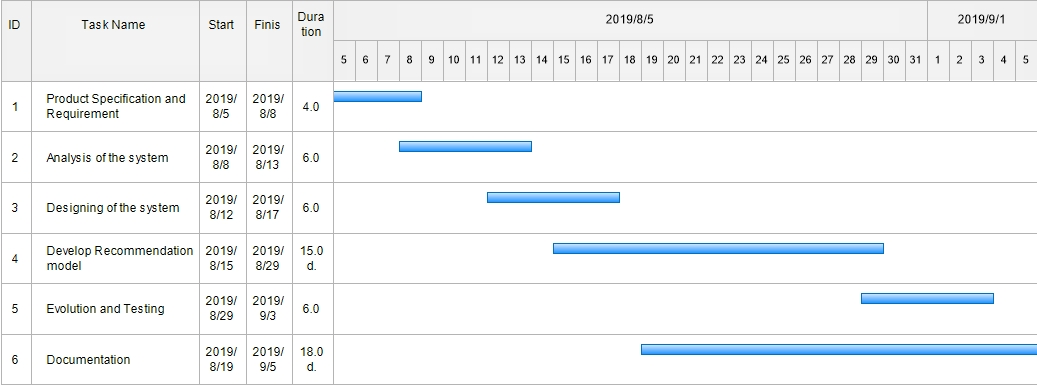 ID Task Name Start Finis Dura
tion 2019/8/5 2019/9/1
5 6 7 8 9 10 11 12 13 14 15 16 17 18 19 20 21 22 23 24 25 26 27 28 29 30 31 1 2 3 4 5
1 Product Specification and
Requirement 2019/
8/5 2019/
8/8 4.0
2 Analysis of the system 2019/
8/8 2019/
8/13 6.0
3 Designing of the system 2019/
8/12 2019/
8/17 6.0
4 Develop Recommendation
model 2019/
8/15 2019/
8/29 15.0
d.
5 Evolution and Testing 2019/
8/29 2019/
9/3 6.0
6 Documentation 2019/
8/19 2019/
9/5 18.0
d.